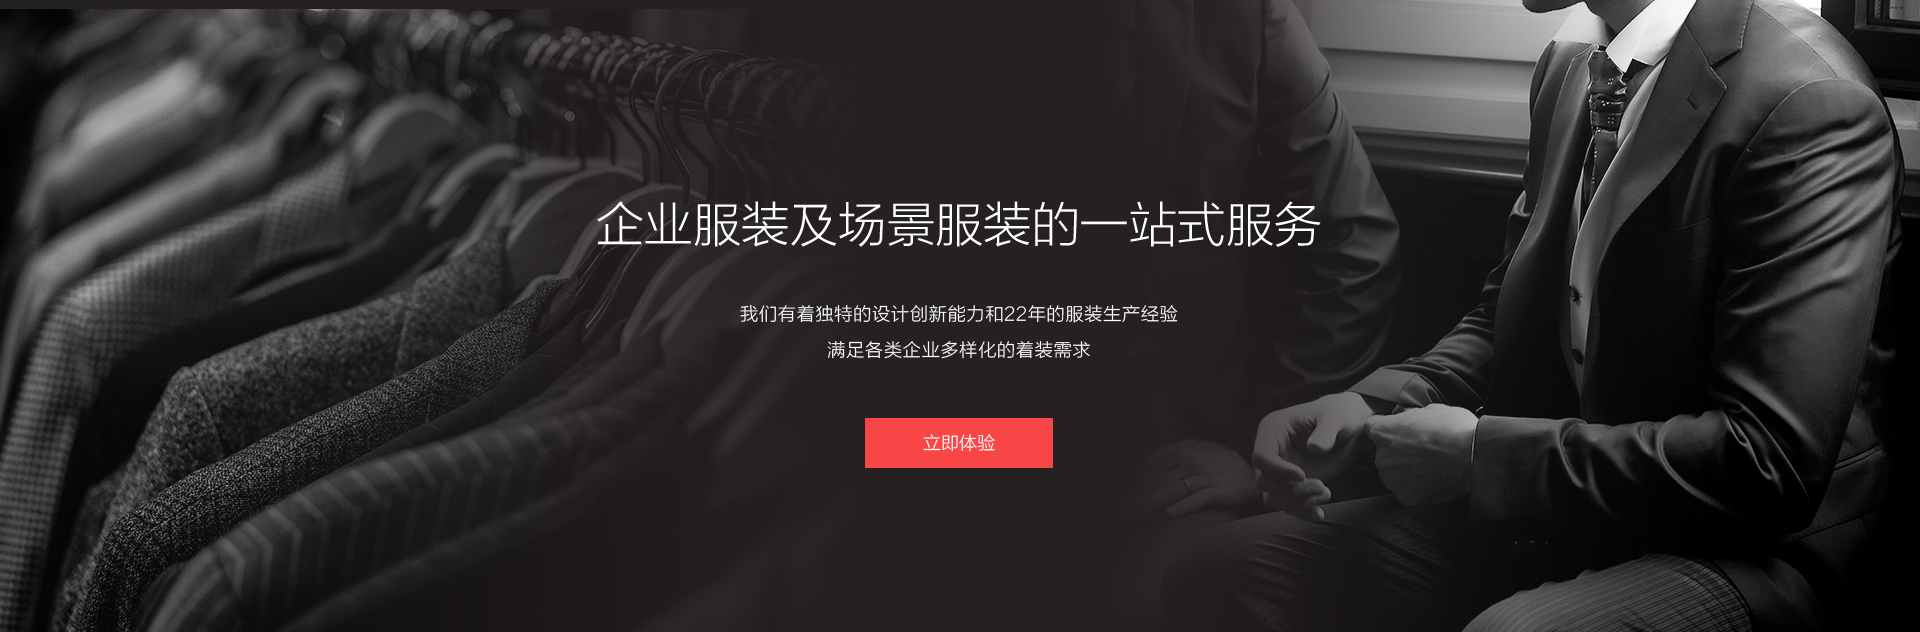 企业服装及场景服装的一站式服务
我们有着独特的设计创新能力和22年的服装生产经验
满足各类企业多样化的着装需求
立即体验